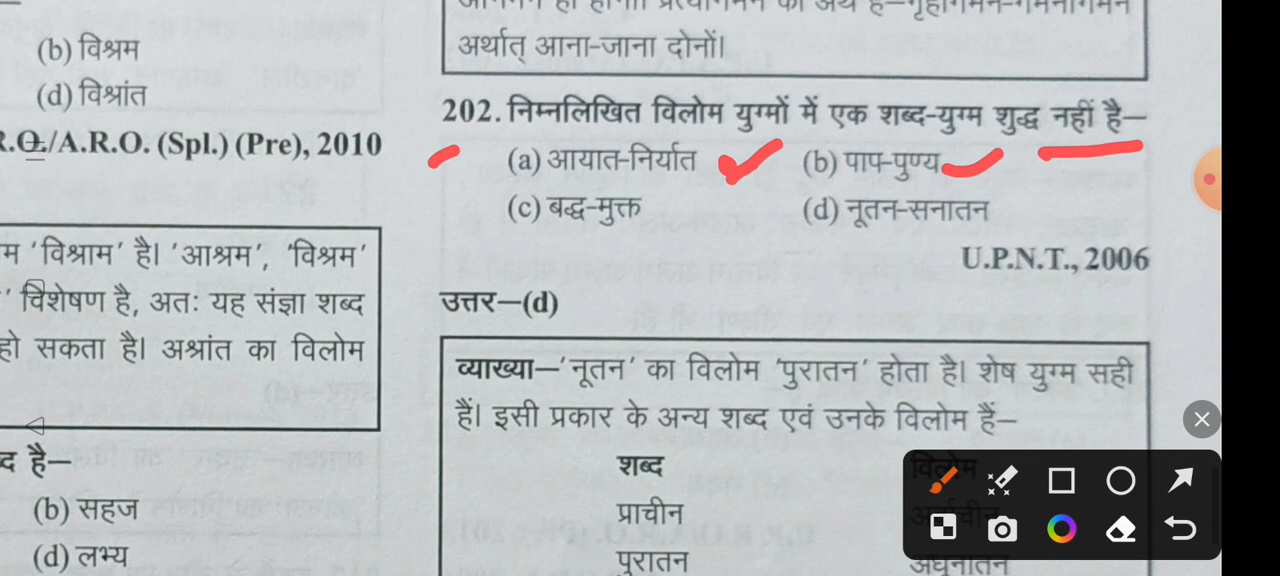 (b) विश्रम
(d) विश्रांत
R.O./A.R.O. (Spl.) (Pre), 2010
म 'विश्राम' है। 'आश्रम', 'विश्रम'
' विशेषण है, अतः यह संज्ञा शब्द
हो सकता है। अश्रांत का विलोम
द है—
(b) सहज
(d) लभ्य
अर्थात् आना-जाना दोनों।
202. निम्नलिखित विलोम युग्मों में एक शब्द-युग्म शुद्ध नहीं है—
(a) आयात-निर्यात (b) पाप-पुण्य
(c) बद्ध-मुक्त (d) नूतन-सनातन
U.P.N.T., 2006
उत्तर—(d)
व्याख्या—'नूतन' का विलोम 'पुरातन' होता है। शेष युग्म सही
हैं। इसी प्रकार के अन्य शब्द एवं उनके विलोम हैं—
शब्द विलोम
प्राचीन
पुरातन अधुनातन